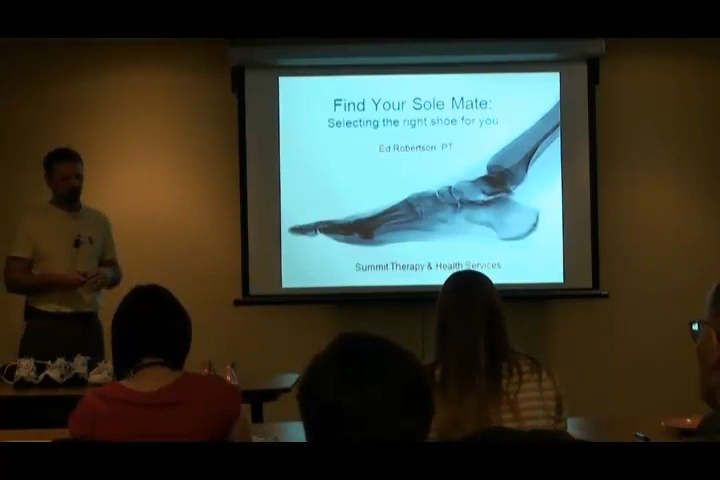 Find Your Sole Mate:
Selecting the right shoe for you
Ed Robertson, PT
Summit Therapy & Health Services